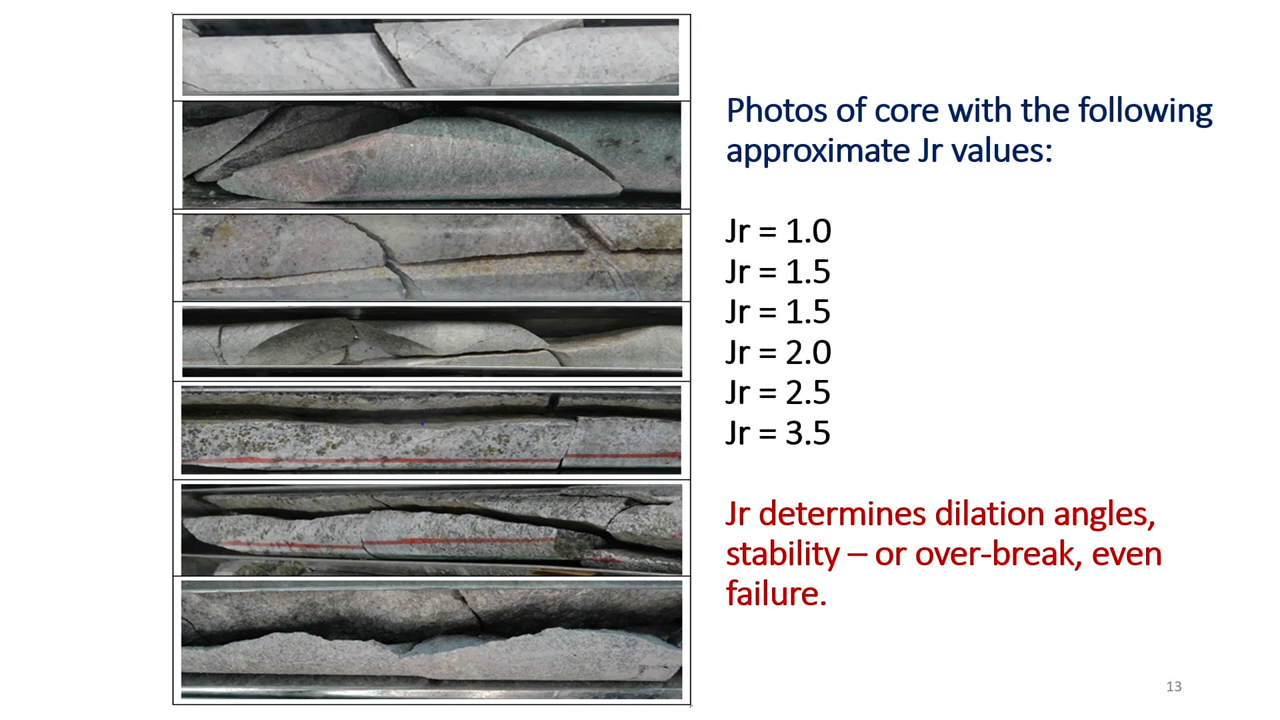 Photos of core with the following
approximate Jr values:
Jr = 1.0
Jr = 1.5
Jr = 1.5
Jr = 2.0
Jr = 2.5
Jr = 3.5
Jr determines dilation angles,
stability – or over-break, even
failure.
13